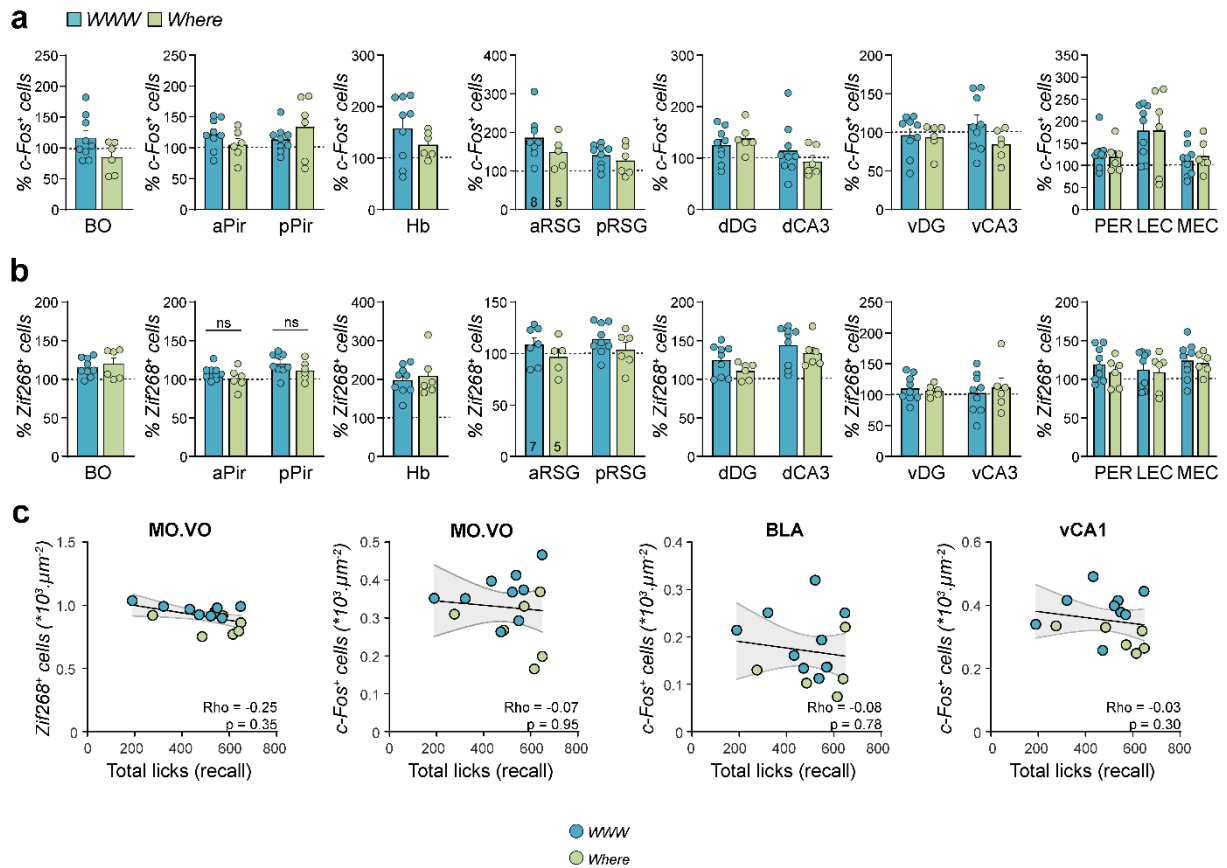 a
WWW Where
% c-Fos+ cells
250
200
150
100
50
0
BO
% c-Fos+ cells
250
200
150
100
50
0
aPir pPir
% c-Fos+ cells
300
200
100
0
Hb
% c-Fos+ cells
400
300
200
100
0
8 5
aRSG pRSG
% c-Fos+ cells
300
200
100
0
dDG dCA3
% c-Fos+ cells
200
150
100
50
0
vDG vCA3
% c-Fos+ cells
350
300
250
200
150
100
50
0
PER LEC MEC
b
% Zif268+ cells
200
150
100
50
0
BO
% Zif268+ cells
200
150
100
50
0
ns ns
aPir pPir
% Zif268+ cells
400
300
200
100
0
Hb
% Zif268+ cells
150
100
50
0
7 5
aRSG pRSG
% Zif268+ cells
200
150
100
50
0
dDG dCA3
% Zif268+ cells
250
200
150
100
50
0
vDG vCA3
% Zif268+ cells
200
150
100
50
0
PER LEC MEC
c
MO.VO
Zif268+ cells (*10³.µm⁻²)
1.5
1.0
0.5
0.0
Rho = -0.25
p = 0.35
0 200 400 600 800
Total licks (recall)
MO.VO
c-Fos+ cells (*10³.µm⁻²)
0.5
0.4
0.3
0.2
0.1
0
Rho = -0.07
p = 0.95
0 200 400 600 800
Total licks (recall)
BLA
c-Fos+ cells (*10³.µm⁻²)
0.4
0.3
0.2
0.1
0
Rho = -0.08
p = 0.78
0 200 400 600 800
Total licks (recall)
vCA1
c-Fos+ cells (*10³.µm⁻²)
0.6
0.4
0.2
0
Rho = -0.03
p = 0.30
0 200 400 600 800
Total licks (recall)
WWW
Where